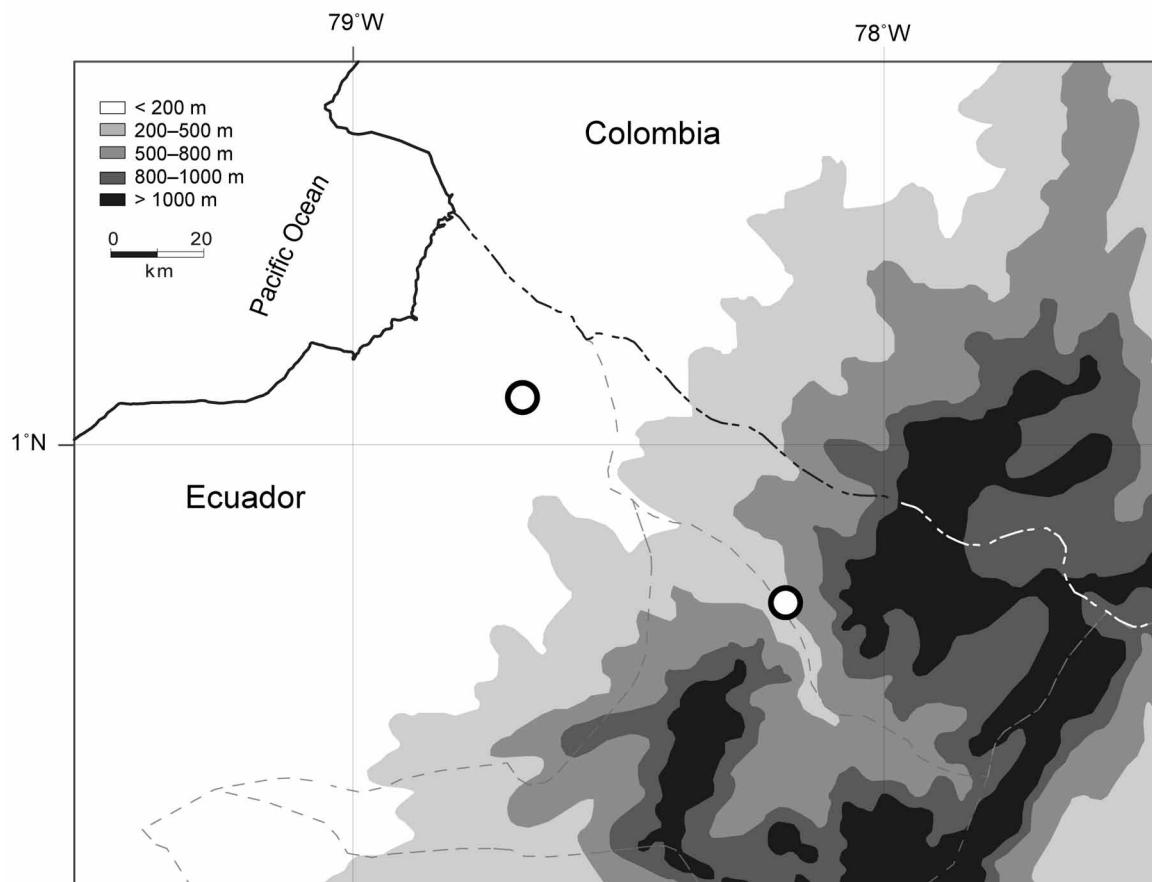 79°W
78°W
< 200 m
200–500 m
500–800 m
800–1000 m
> 1000 m
0 20
km
Pacific Ocean
Colombia
1°N
Ecuador